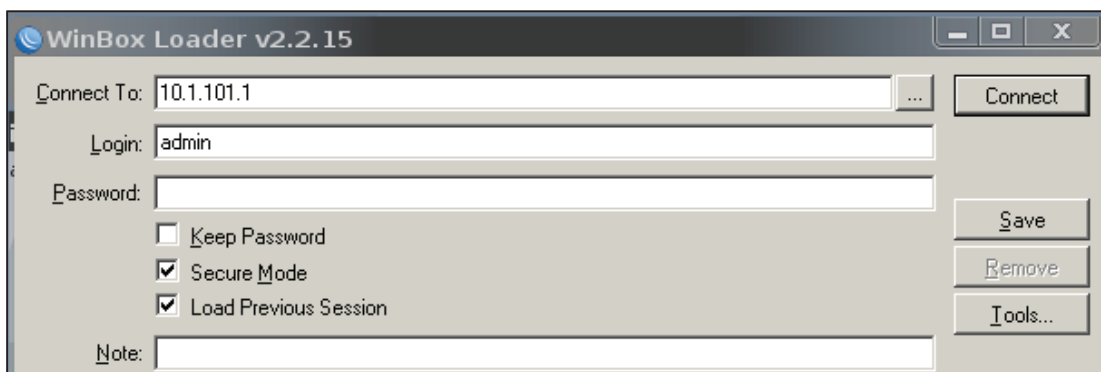 WinBox Loader v2.2.15
Connect To: 10.1.101.1 ... Connect
Login: admin
Password:
Keep Password
Save
Secure Mode
Remove
Load Previous Session
Tools...
Note: